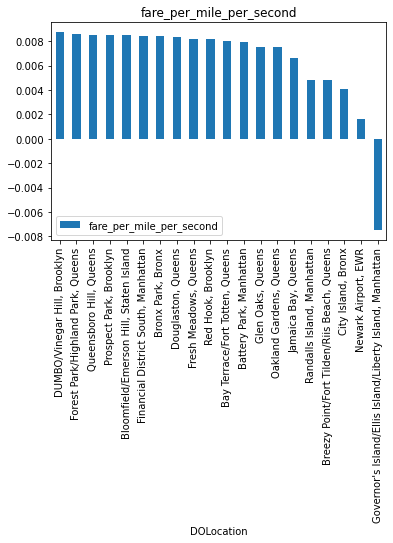 fare_per_mile_per_second
0.008
0.006
0.004
0.002
0.000
−0.002
−0.004
−0.006
−0.008
fare_per_mile_per_second
DUMBO/Vinegar Hill, Brooklyn
Forest Park/Highland Park, Queens
Queensboro Hill, Queens
Prospect Park, Brooklyn
Bloomfield/Emerson Hill, Staten Island
Financial District South, Manhattan
Bronx Park, Bronx
Douglaston, Queens
Fresh Meadows, Queens
Red Hook, Brooklyn
Bay Terrace/Fort Totten, Queens
Battery Park, Manhattan
Glen Oaks, Queens
Oakland Gardens, Queens
Jamaica Bay, Queens
Randalls Island, Manhattan
Breezy Point/Fort Tilden/Riis Beach, Queens
City Island, Bronx
Newark Airport, EWR
Governor's Island/Ellis Island/Liberty Island, Manhattan
DOLocation